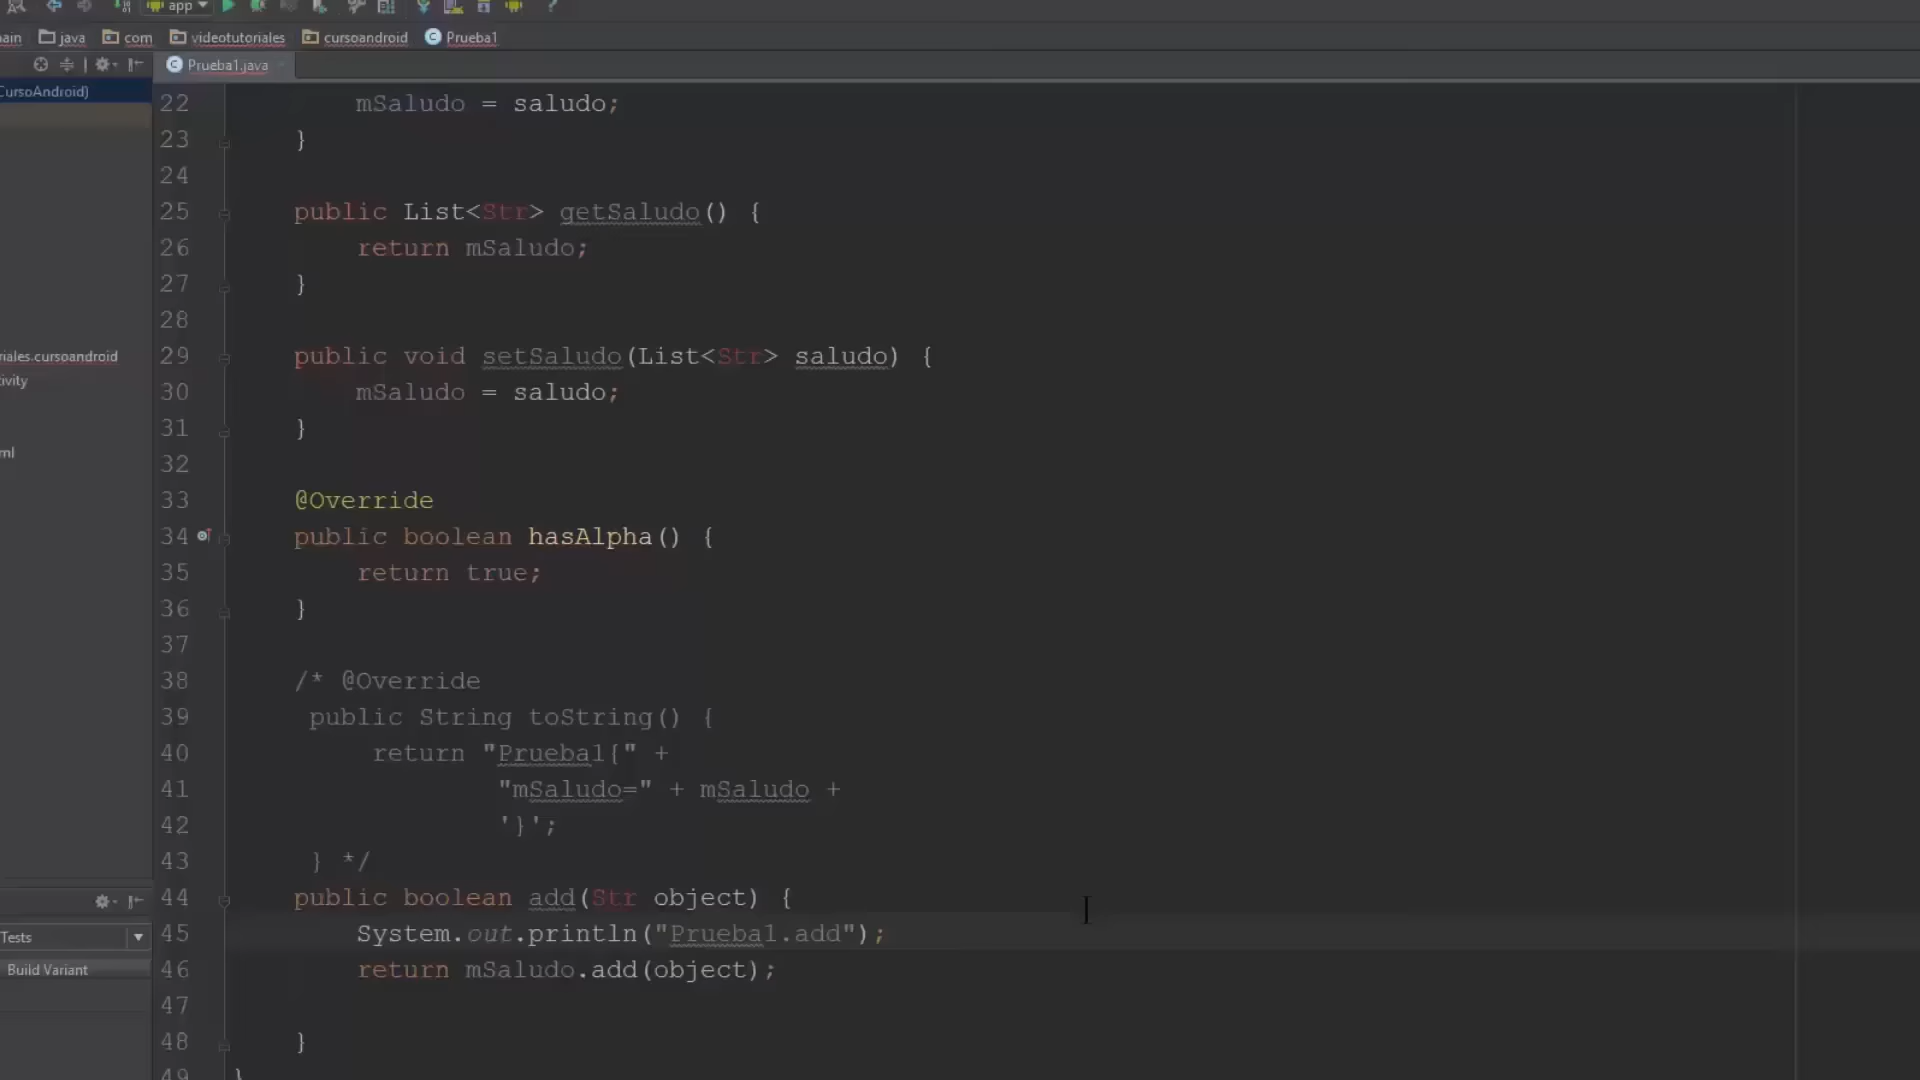 app
ain java com videotutoriales cursoandroid Prueba1
Prueba1.java
CursoAndroid)
22 mSaludo = saludo;
23 }
24
25 public List<Str> getSaludo() {
26 return mSaludo;
27 }
28
29 public void setSaludo(List<Str> saludo) {
riales.cursoandroid
tivity
30 mSaludo = saludo;
31 }
ml
32
33 @Override
34 public boolean hasAlpha() {
35 return true;
36 }
37
38 /* @Override
39 public String toString() {
40 return "Prueba1{" +
41 "mSaludo=" + mSaludo +
42 '}';
43 } */
44 public boolean add(Str object) {
Tests
45 System.out.println("Prueba1.add");
Build Variant
46 return mSaludo.add(object);
47
48 }
49 }